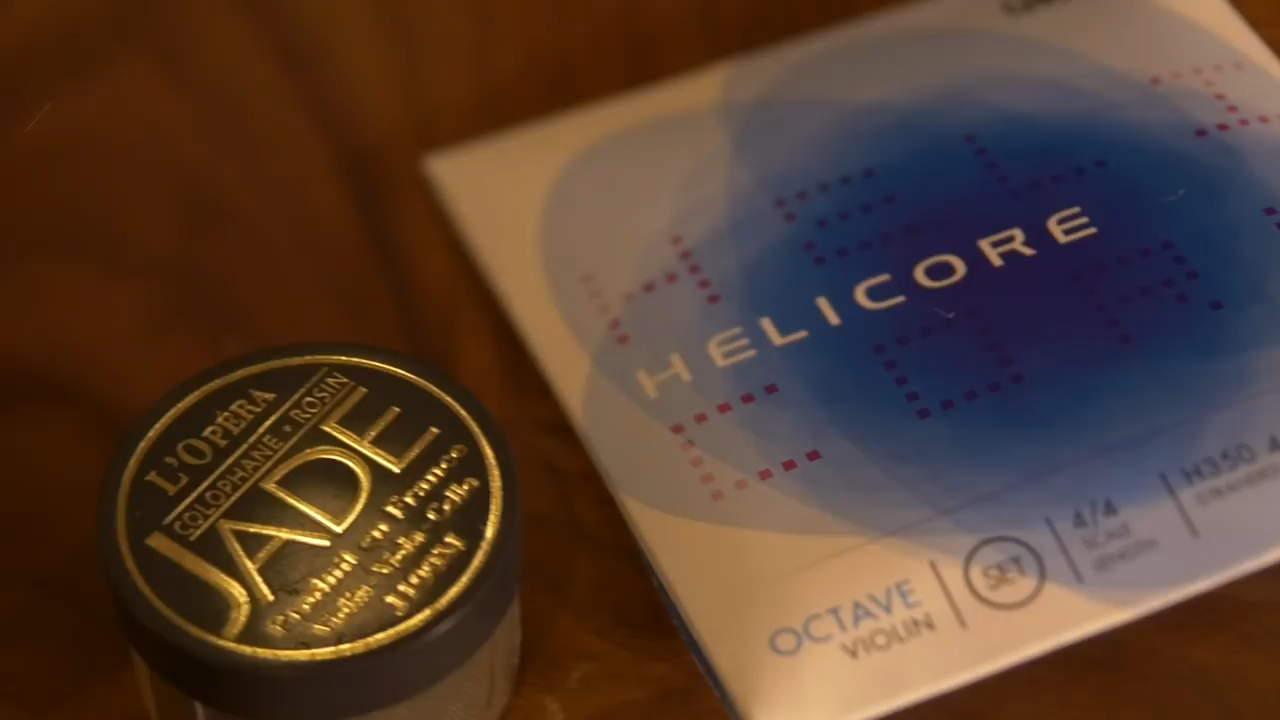 L'OPÉRA
COLOPHANE • ROSIN
JADE
Produit en France
Violin - Viola - Cello
HELICORE
OCTAVE
VIOLIN
SET
4/4
SCALE
LENGTH
H350 4